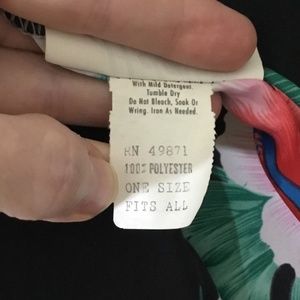 With Mild Detergent.
Tumble Dry
Do Not Bleach, Soak Or
Wring. Iron As Needed.
RN 49871
100% POLYESTER
ONE SIZE
FITS ALL